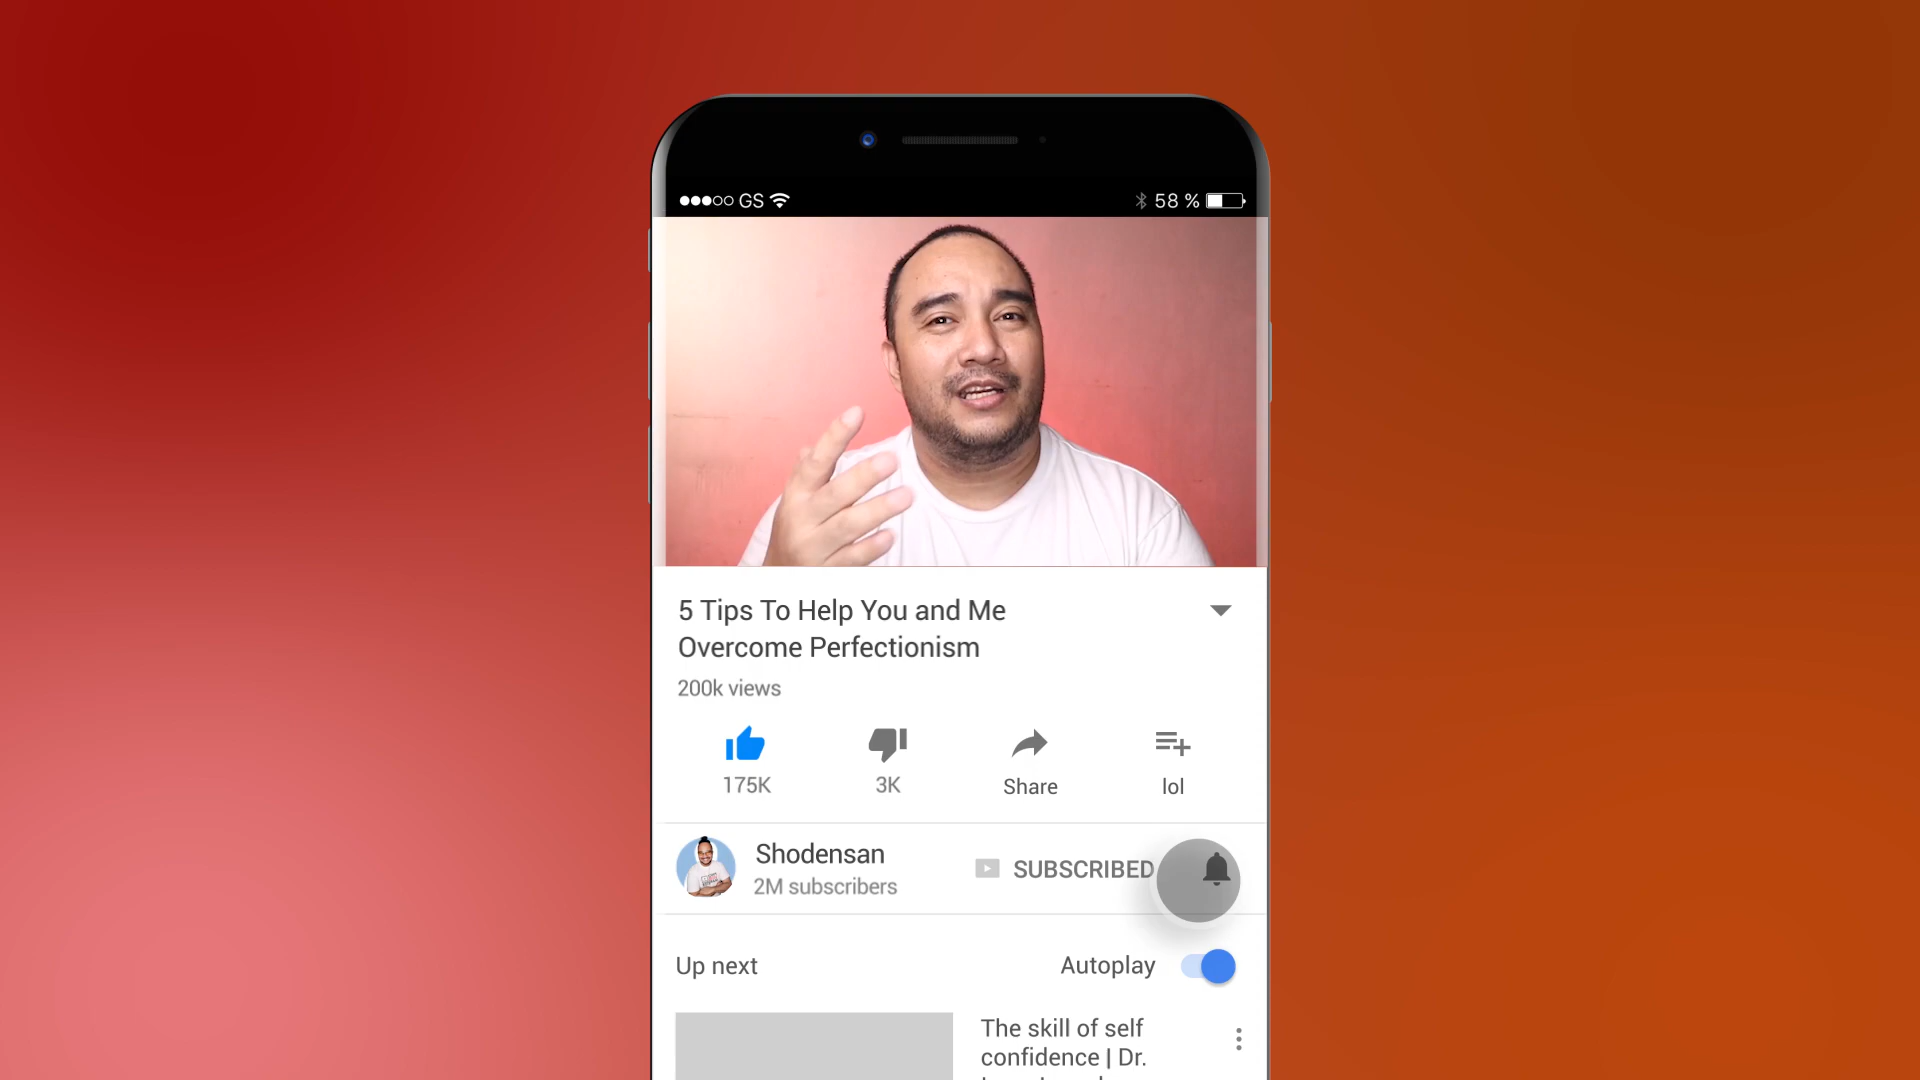 GS 58 %
5 Tips To Help You and Me
Overcome Perfectionism
200k views
175K 3K Share lol
Shodensan
2M subscribers
SUBSCRIBED
Up next Autoplay
The skill of self
confidence | Dr.